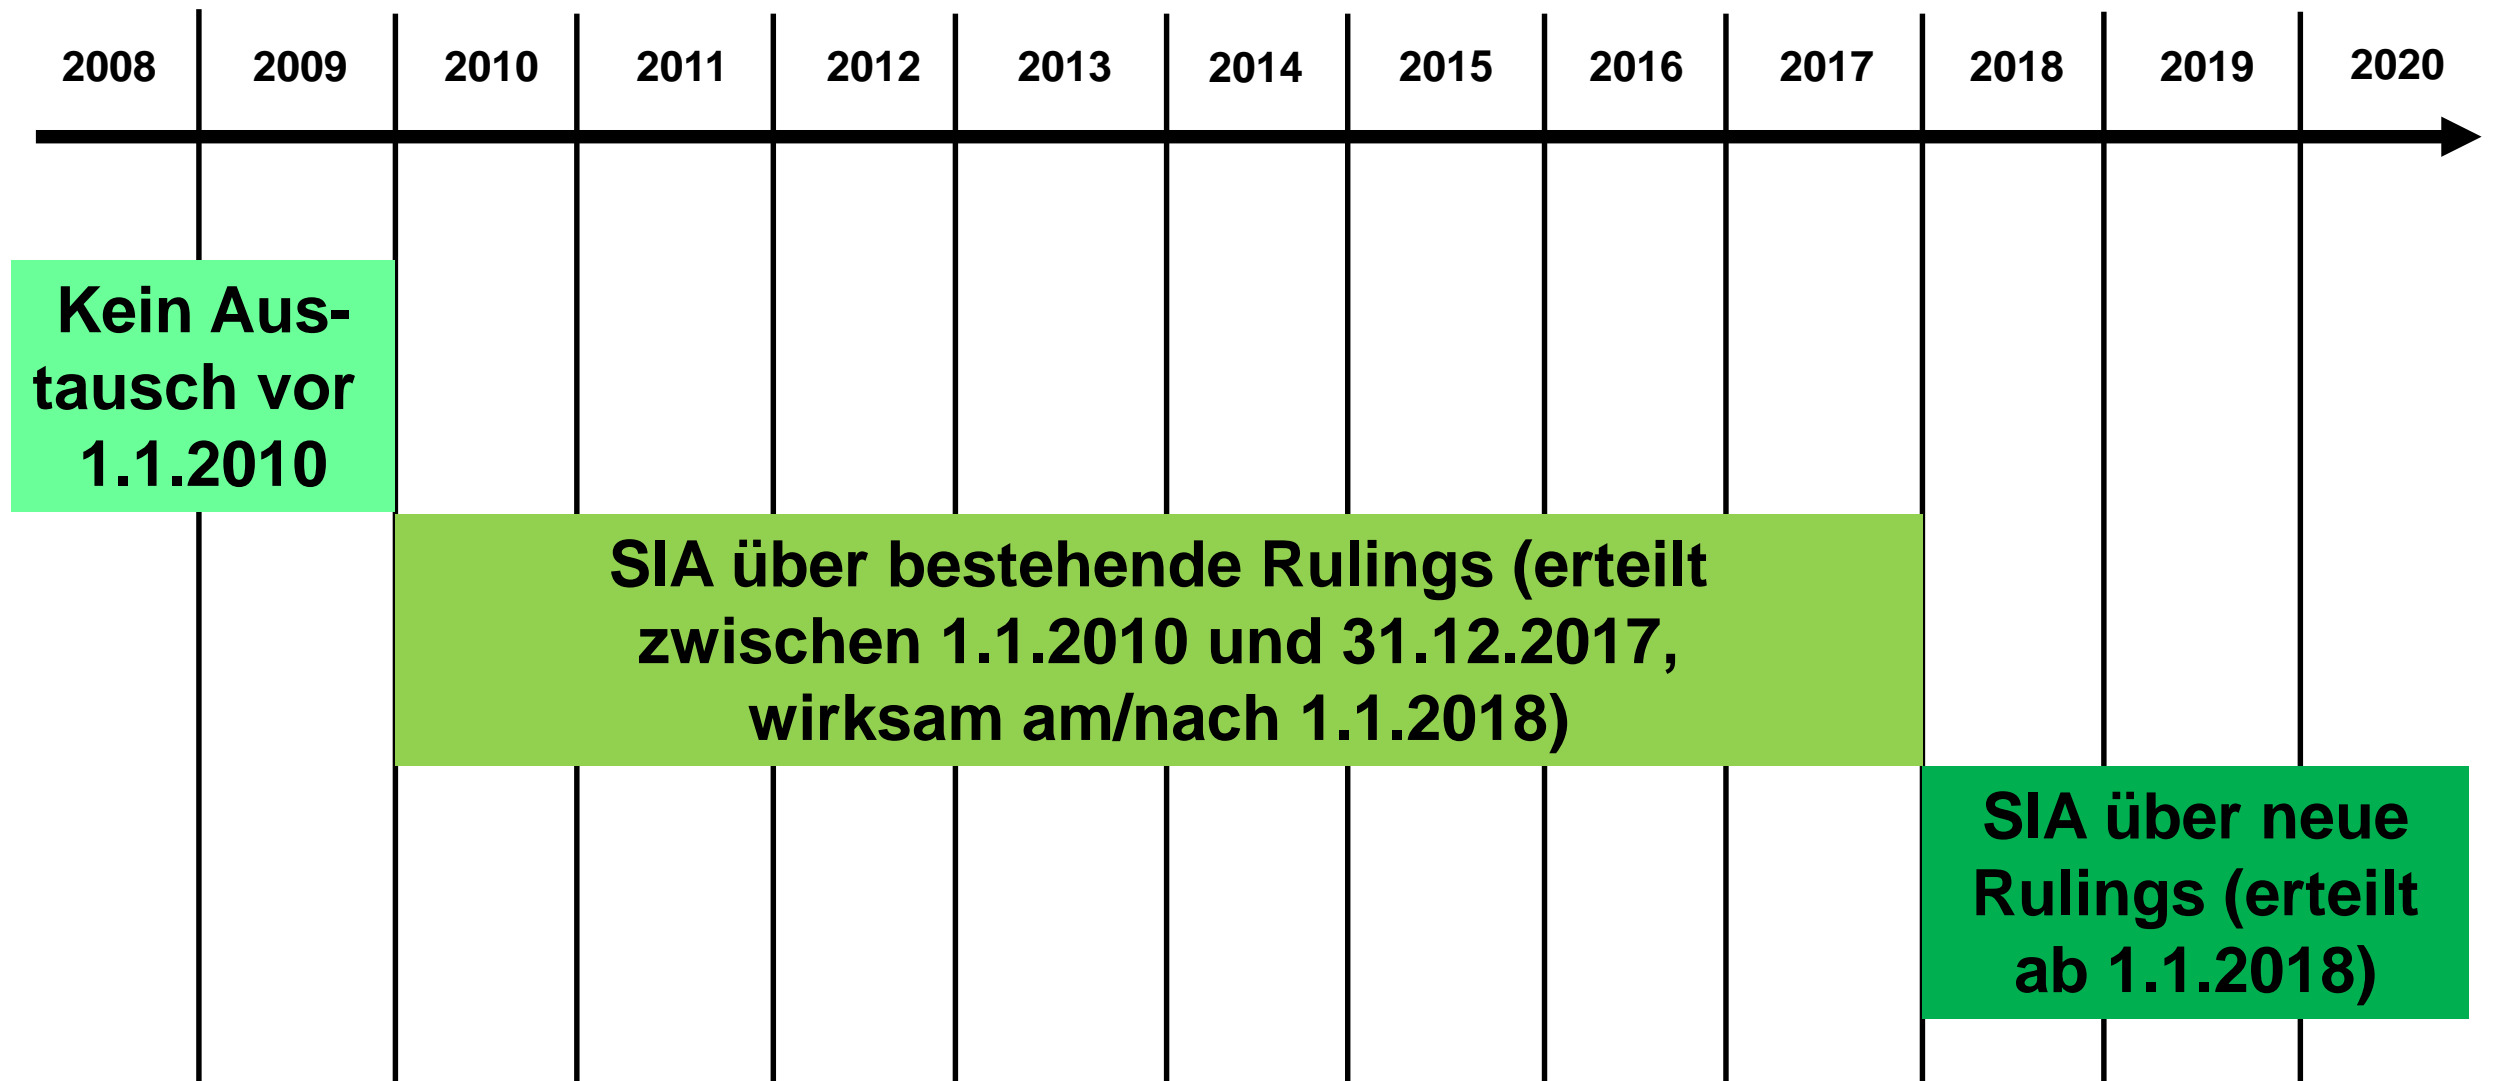 2008 2009 2010 2011 2012 2013 2014 2015 2016 2017 2018 2019 2020
Kein Aus-
tausch vor
1.1.2010
SIA über bestehende Rulings (erteilt
zwischen 1.1.2010 und 31.12.2017,
wirksam am/nach 1.1.2018)
SIA über neue
Rulings (erteilt
ab 1.1.2018)